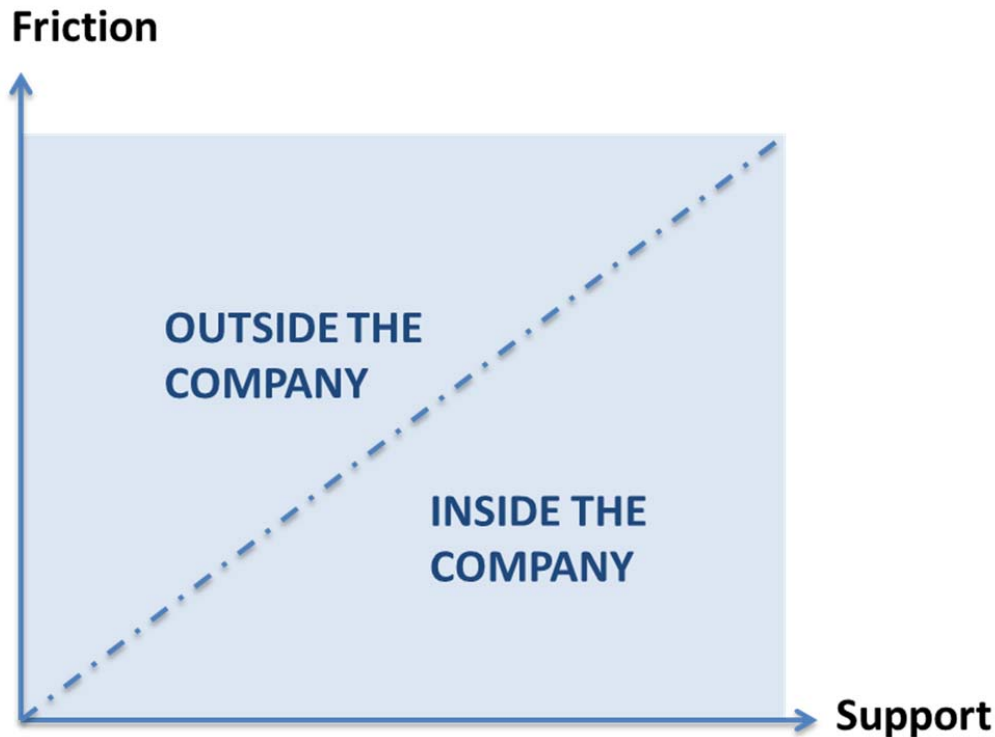 Friction
OUTSIDE THE
COMPANY
INSIDE THE
COMPANY
Support